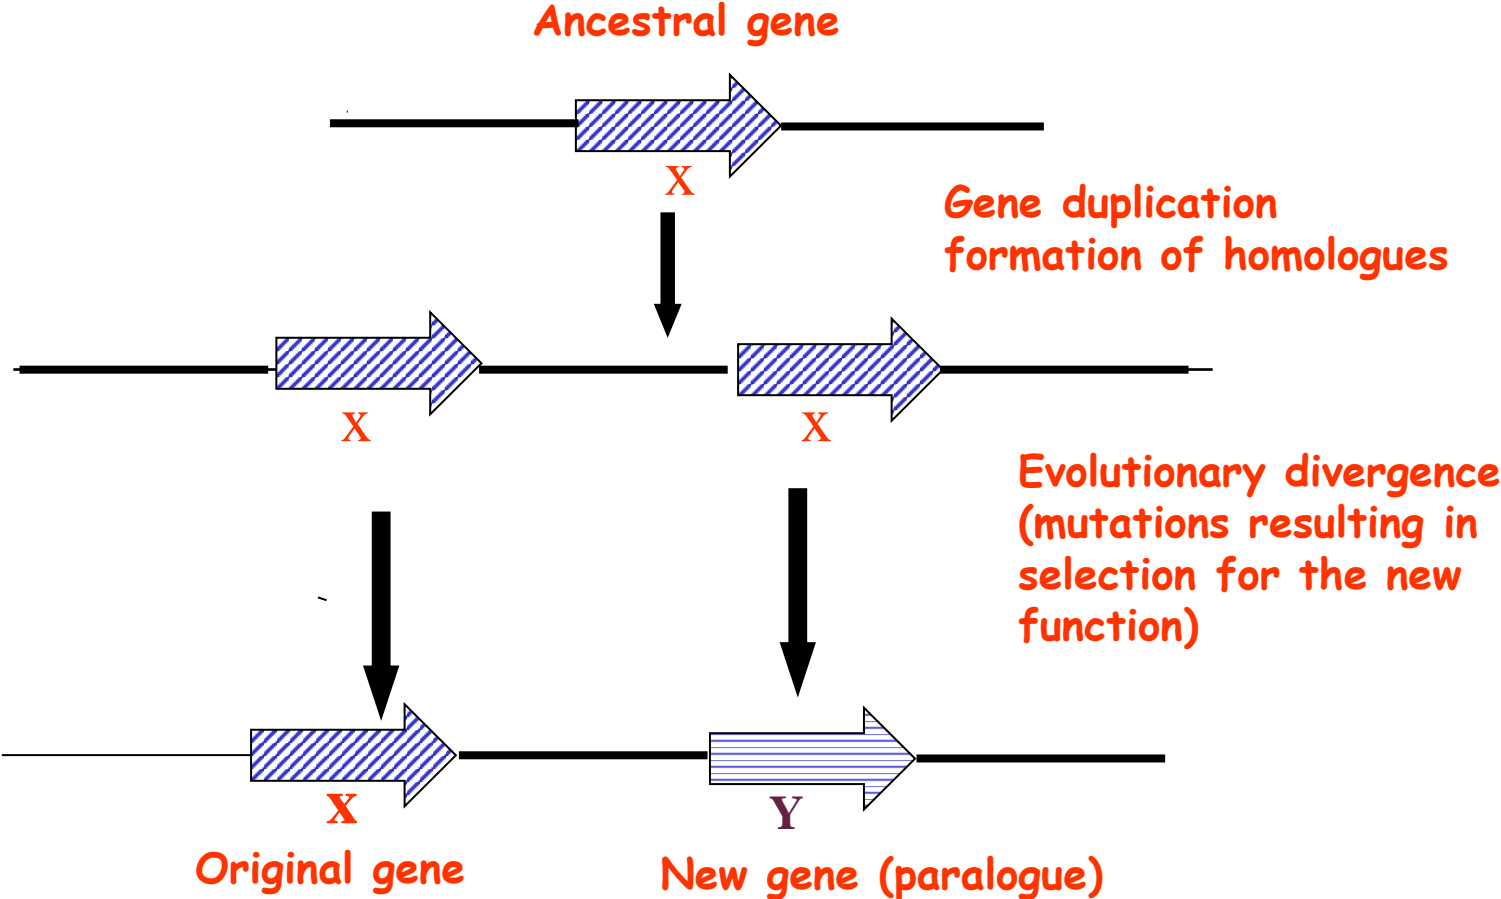 Ancestral gene
X
Gene duplication
formation of homologues
X
X
Evolutionary divergence
(mutations resulting in
selection for the new
function)
X
Y
Original gene
New gene (paralogue)